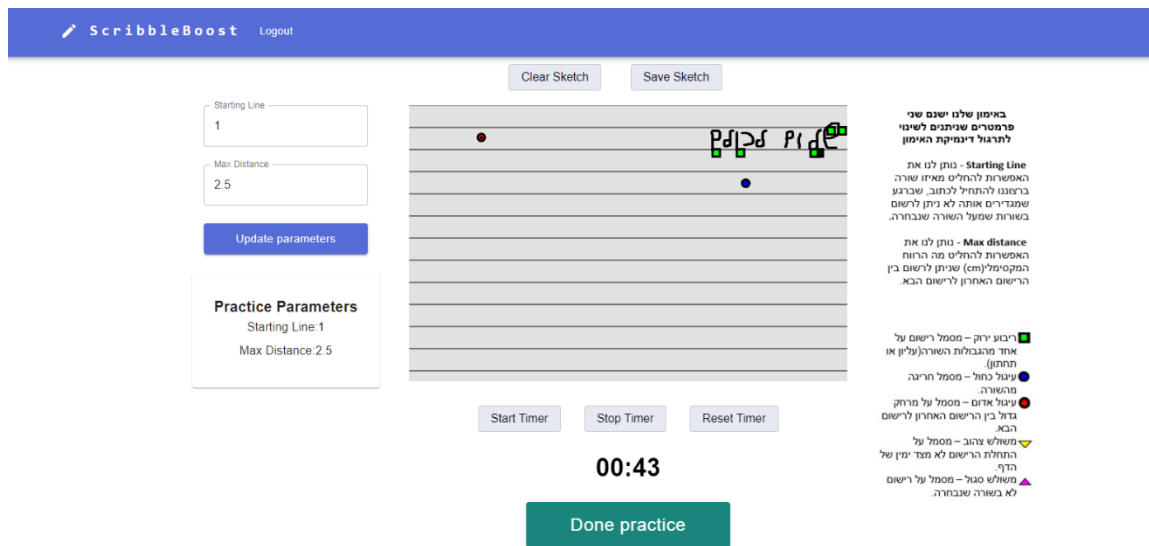 ScribbleBoost Logout
Clear Sketch Save Sketch
Starting Line
1
Max Distance
2.5
Update parameters
Practice Parameters
Starting Line:1
Max Distance:2.5
באימון שלנו ישנם שני
פרמטרים שניתנים לשינוי
לתרגול דינמיקת האימון
Starting Line - נותן לנו את
האפשרות להחליט מאיזו שורה
ברצוננו להתחיל לכתוב, שברגע
שמגדירים אותה לא ניתן לרשום
בשורות שמעל השורה שנבחרה.
Max distance - נותן לנו את
האפשרות להחליט מה הרווח
המקסימלי(cm) שניתן לרשום בין
הרישום האחרון לרישום הבא.
ריבוע ירוק – מסמל רישום על
אחד מהגבולות השורה(עליון או
תחתון).
עיגול כחול – מסמל חריגה
מהשורה.
עיגול אדום – מסמל על מרחק
גדול בין הרישום האחרון לרישום
הבא.
משולש צהוב – מסמל על
התחלת הרישום לא מצד ימין של
הדף.
משולש סגול – מסמל על רישום
לא בשורה שנבחרה.
Start Timer Stop Timer Reset Timer
00:43
Done practice